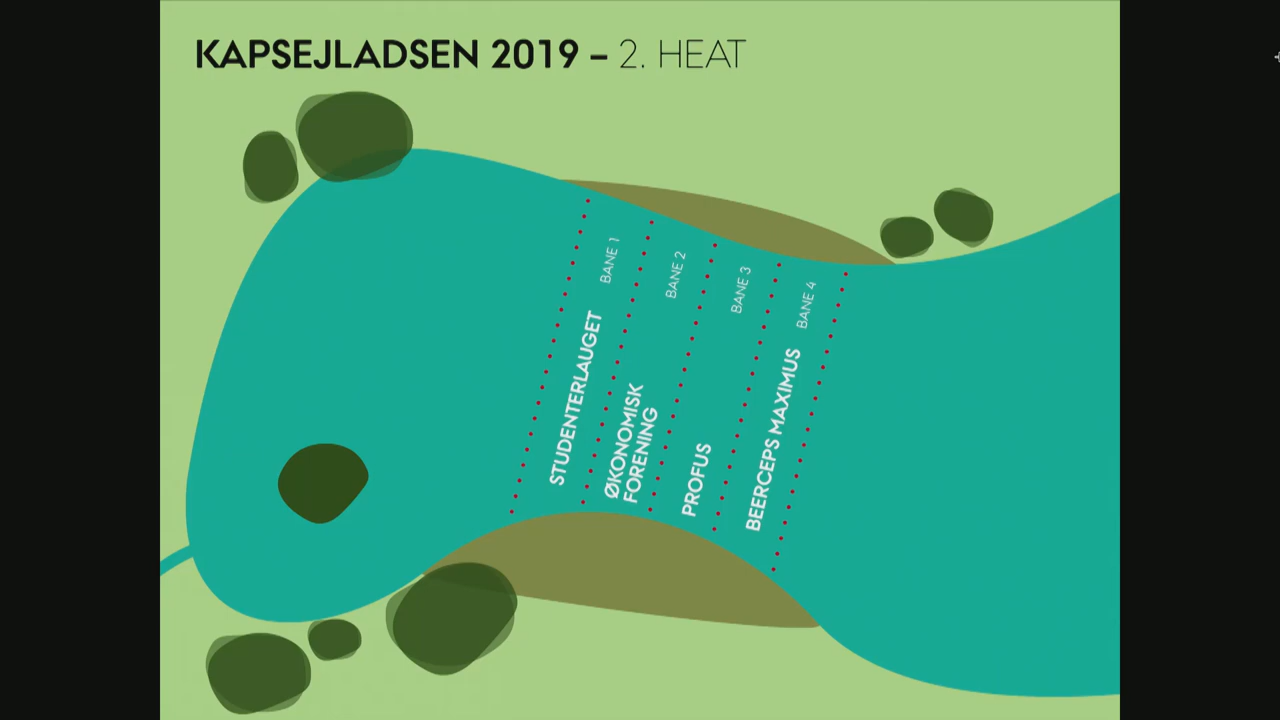 KAPSEJLADSEN 2019 – 2. HEAT
BANE 1
STUDENTERLAUGET
BANE 2
ØKONOMISK
FORENING
BANE 3
PROFUS
BANE 4
BEERCEPS MAXIMUS